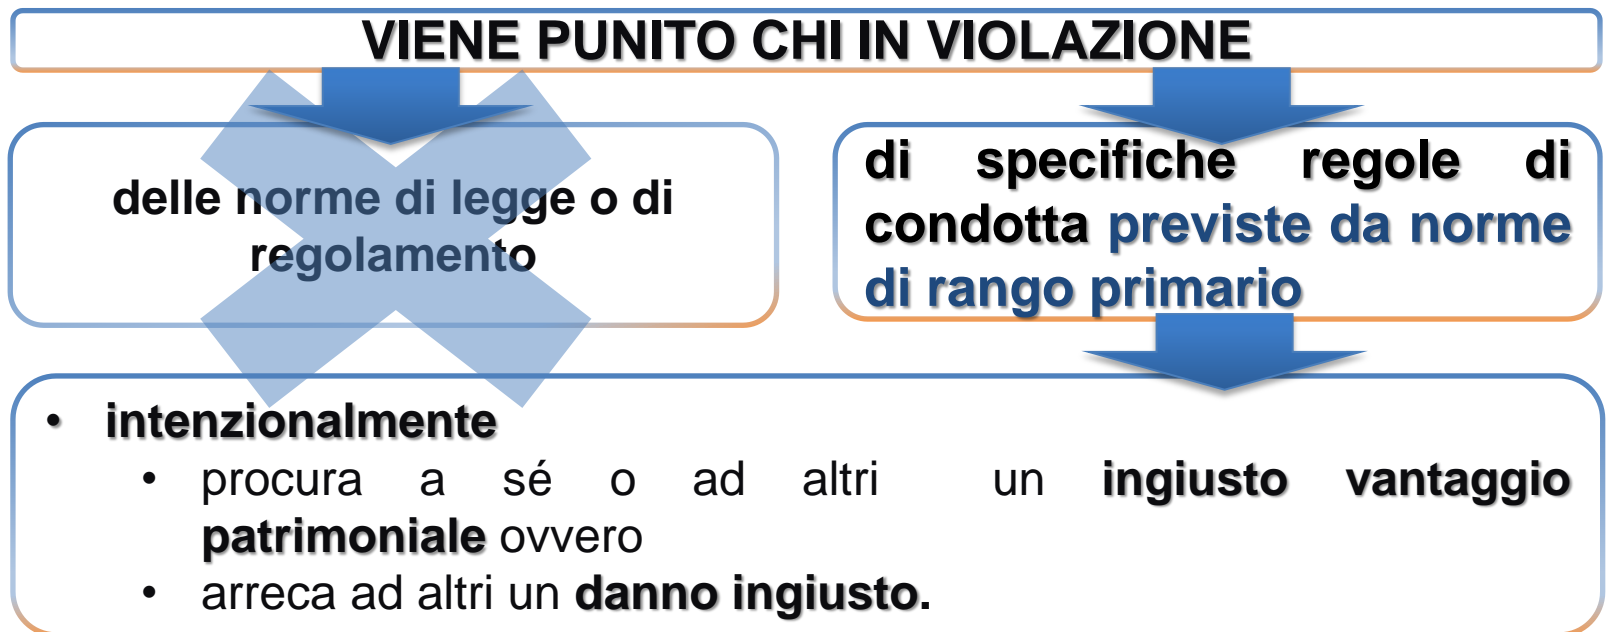 VIENE PUNITO CHI IN VIOLAZIONE
delle norme di legge o di
regolamento
di specifiche regole di
condotta previste da norme
di rango primario
• intenzionalmente
• procura a sé o ad altri un ingiusto vantaggio
patrimoniale ovvero
• arreca ad altri un danno ingiusto.